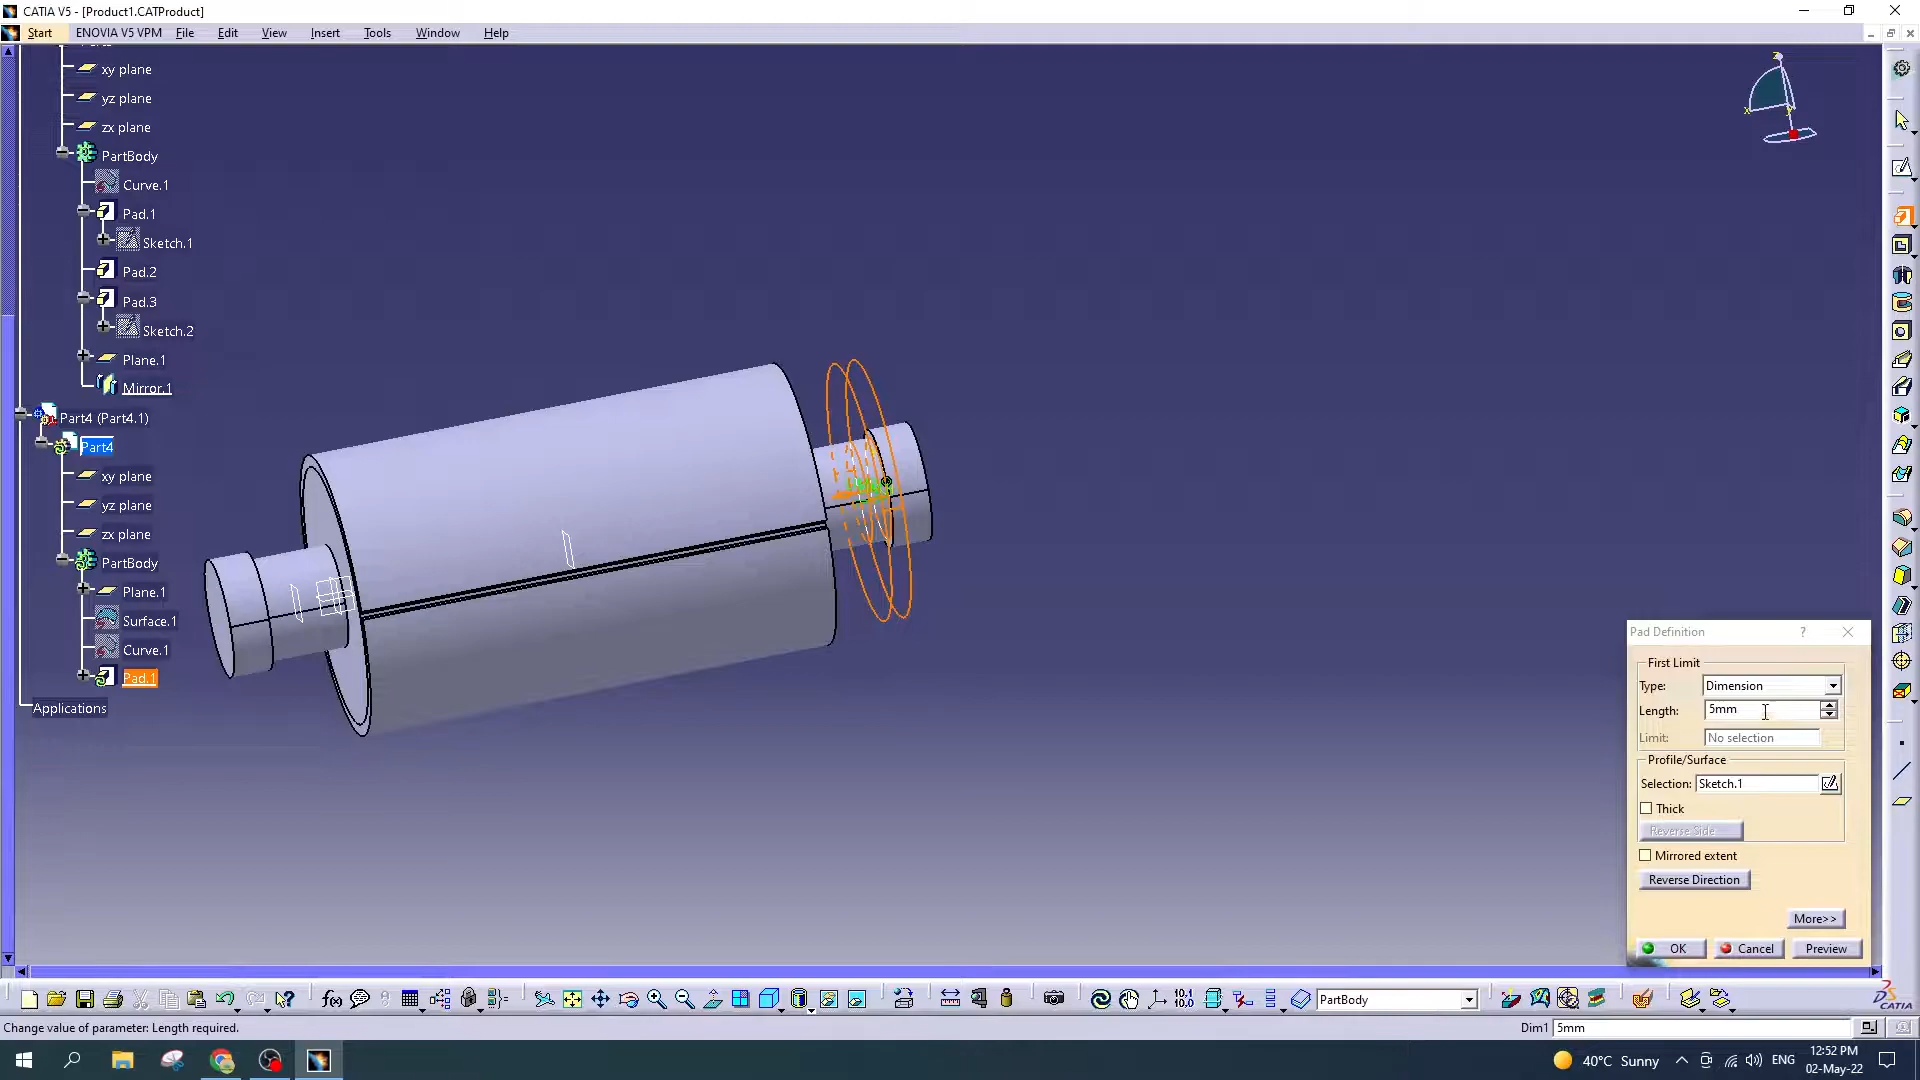 CATIA V5 - [Product1.CATProduct]
Start ENOVIA V5 VPM File Edit View Insert Tools Window Help
xy plane
yz plane
zx plane
PartBody
Curve.1
Pad.1
Sketch.1
Pad.2
Pad.3
Sketch.2
Plane.1
Mirror.1
Part4 (Part4.1)
Part4
xy plane
yz plane
zx plane
PartBody
Plane.1
Surface.1
Curve.1
Pad.1
Applications
z
x
y
Pad Definition ?
First Limit
Type: Dimension
Length: 5mm
Limit: No selection
Profile/Surface
Selection: Sketch.1
Thick
Reverse Side
Mirrored extent
Reverse Direction
More>>
OK Cancel Preview
PartBody
CATIA
Change value of parameter: Length required.
Dim1 5mm
40°C Sunny
ENG
12:52 PM
02-May-22